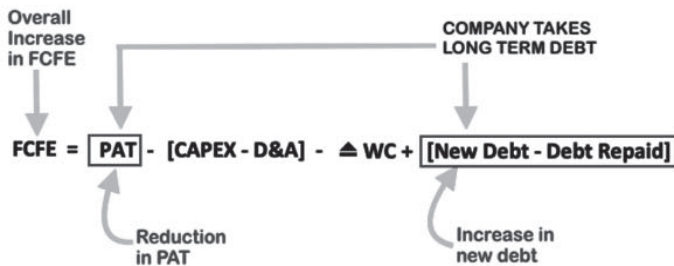 Overall
Increase
in FCFE
COMPANY TAKES
LONG TERM DEBT
FCFE = PAT - [CAPEX - D&A] - ≜ WC + [New Debt - Debt Repaid]
Reduction
in PAT
Increase in
new debt